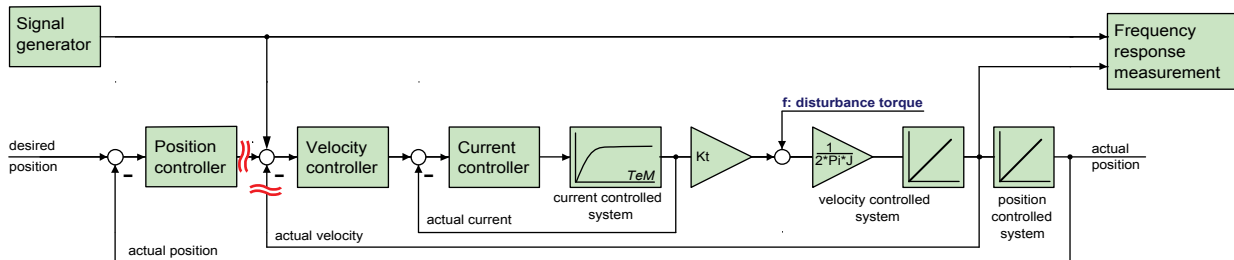 Signal
generator
Frequency
response
measurement
f: disturbance torque
desired
position
Position
controller
Velocity
controller
Current
controller
TeM
Kt
1
2*Pi*J
actual
position
current controlled
system
velocity controlled
system
position
controlled
system
actual current
actual velocity
actual position